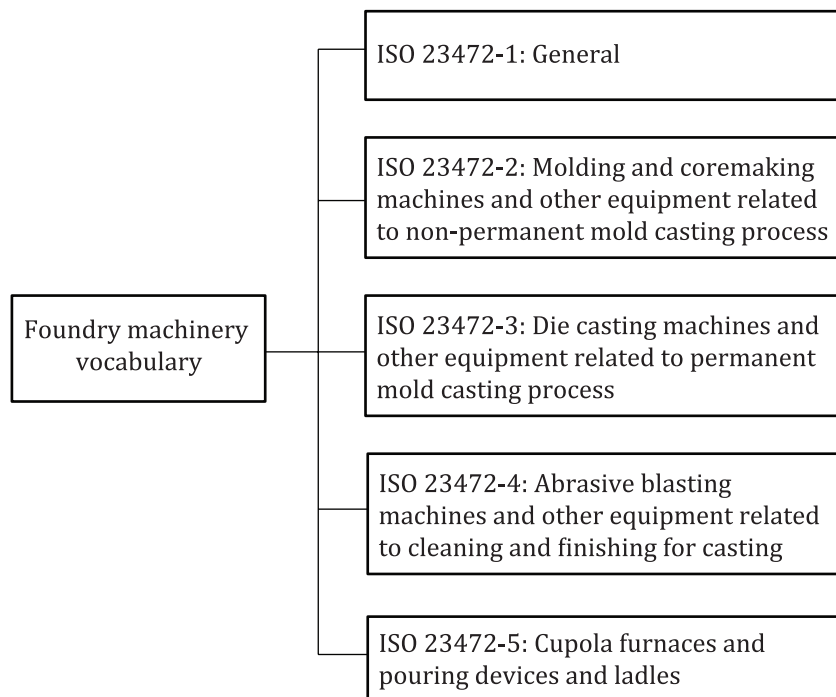 ISO 23472-1: General
ISO 23472-2: Molding and coremaking
machines and other equipment related
to non-permanent mold casting process
Foundry machinery
vocabulary
ISO 23472-3: Die casting machines and
other equipment related to permanent
mold casting process
ISO 23472-4: Abrasive blasting
machines and other equipment related
to cleaning and finishing for casting
ISO 23472-5: Cupola furnaces and
pouring devices and ladles